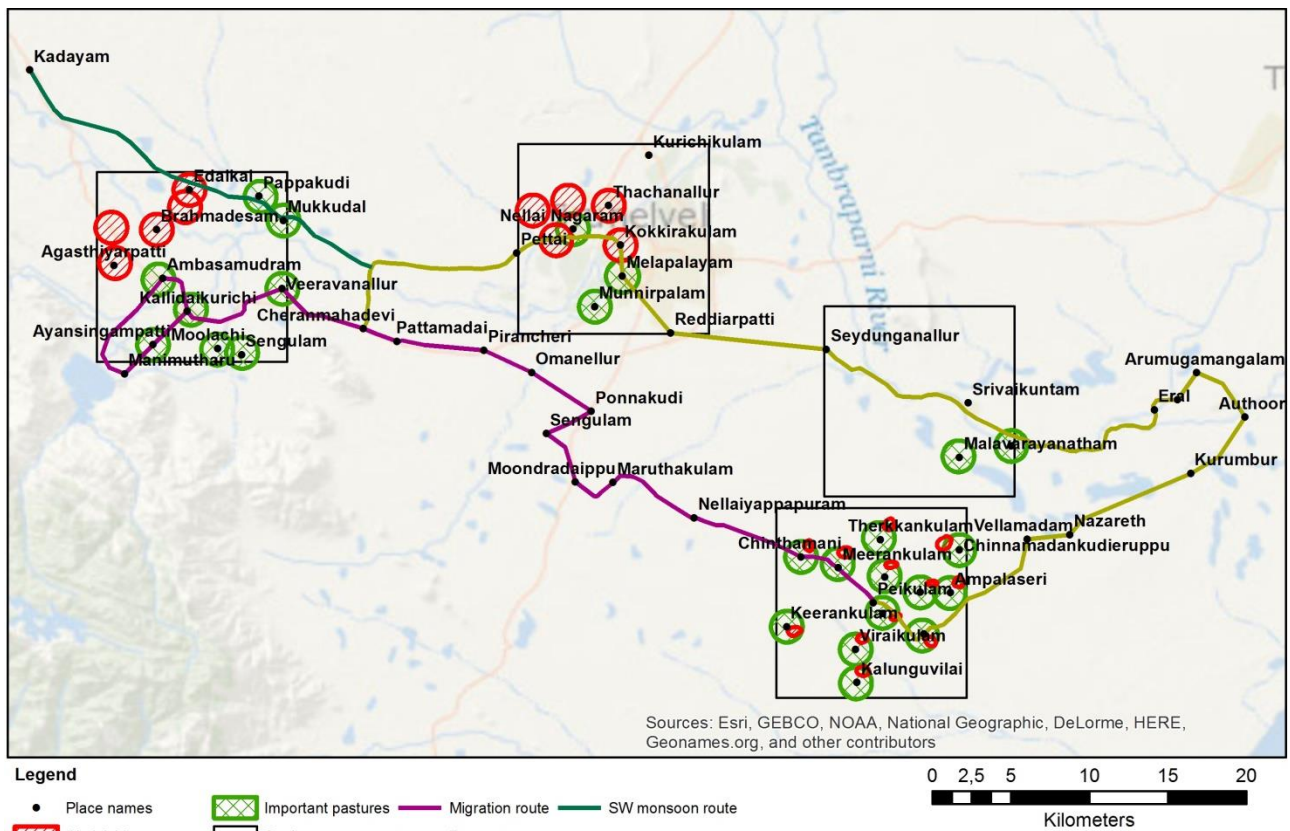 Kadayam
Kurichikulam
Edaikal
Pappakudi
Thachanallur
Tambraparni River
Mukkudal
Brahmadesam
Nellai Nagaram
Kokkirakulam
Pettai
Agasthiyarpatti
Ambasamudram
Melapalayam
Veeravanallur
Kallidaikurichi
Munnirpalam
Cheranmahadevi
Reddiarpatti
Ayansingampatti
Moolachi
Sengulam
Pattamadai
Pirancheri
Seydunganallur
Manimutharu
Omanellur
Arumugamangalam
Srivaikuntam
Eral
Authoor
Ponnakudi
Sengulam
Malavarayanatham
Moondradaippu
Maruthakulam
Kurumbur
Nellaiyappapuram
Therkkankulam
Vellamadam
Nazareth
Chinthamani
Meerankulam
Chinnamadankudieruppu
Peikulam
Ampalaseri
Keerankulam
Viraikulam
Kalunguvilai
Sources: Esri, GEBCO, NOAA, National Geographic, DeLorme, HERE,
Geonames.org, and other contributors
Legend
Place names
Important pastures
Migration route
SW monsoon route
0 2,5 5 10 15 20
Kilometers